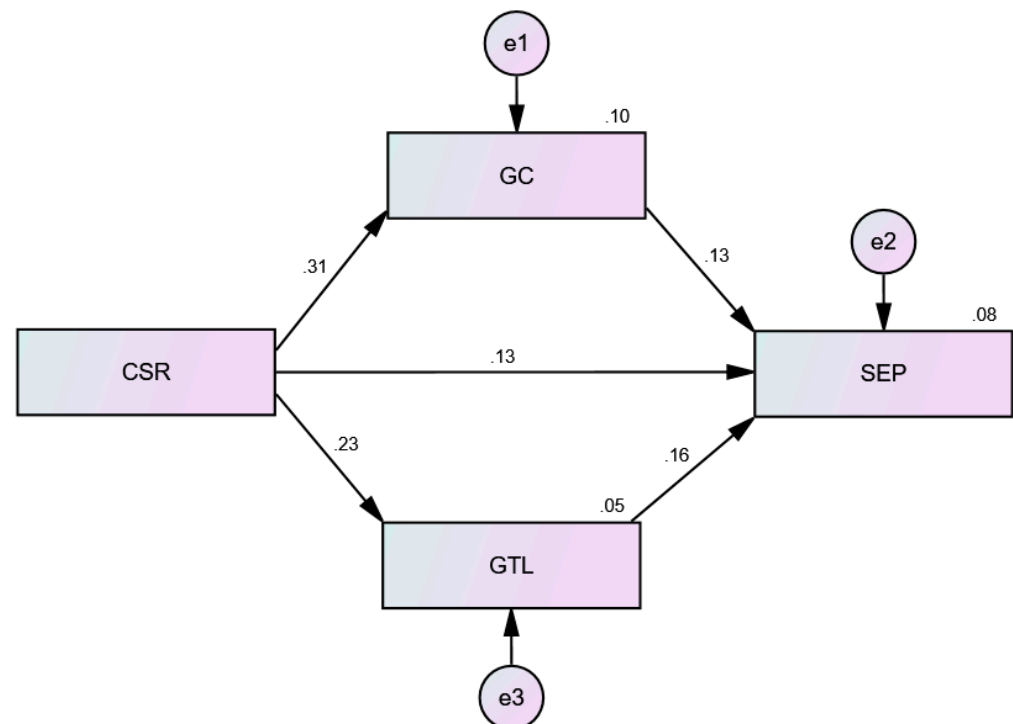 e1
.10
GC
e2
.31
.13
.08
CSR
.13
SEP
.23
.16
.05
GTL
e3